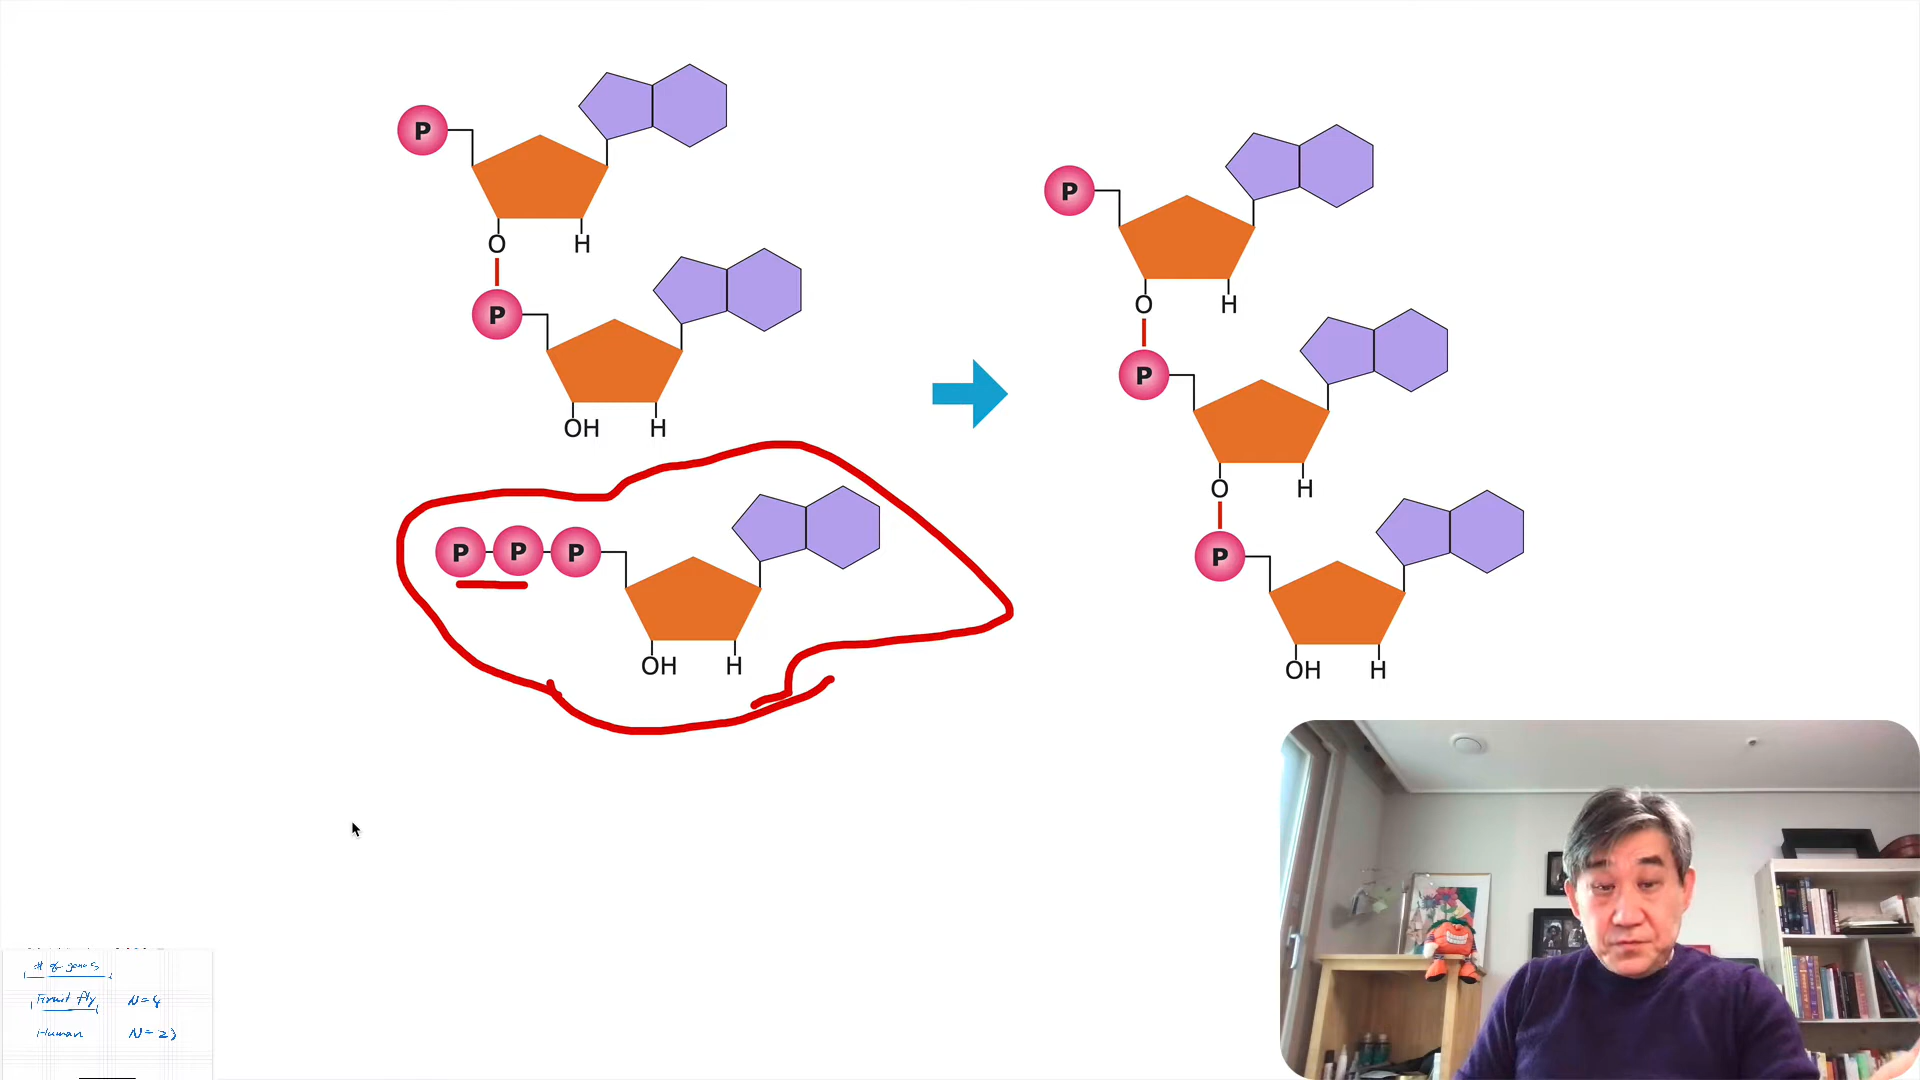 P
O H
P
OH H
P P P
OH H
P
O H
P
O H
P
OH H
# of genes
Fruit fly N=4
Human N=23